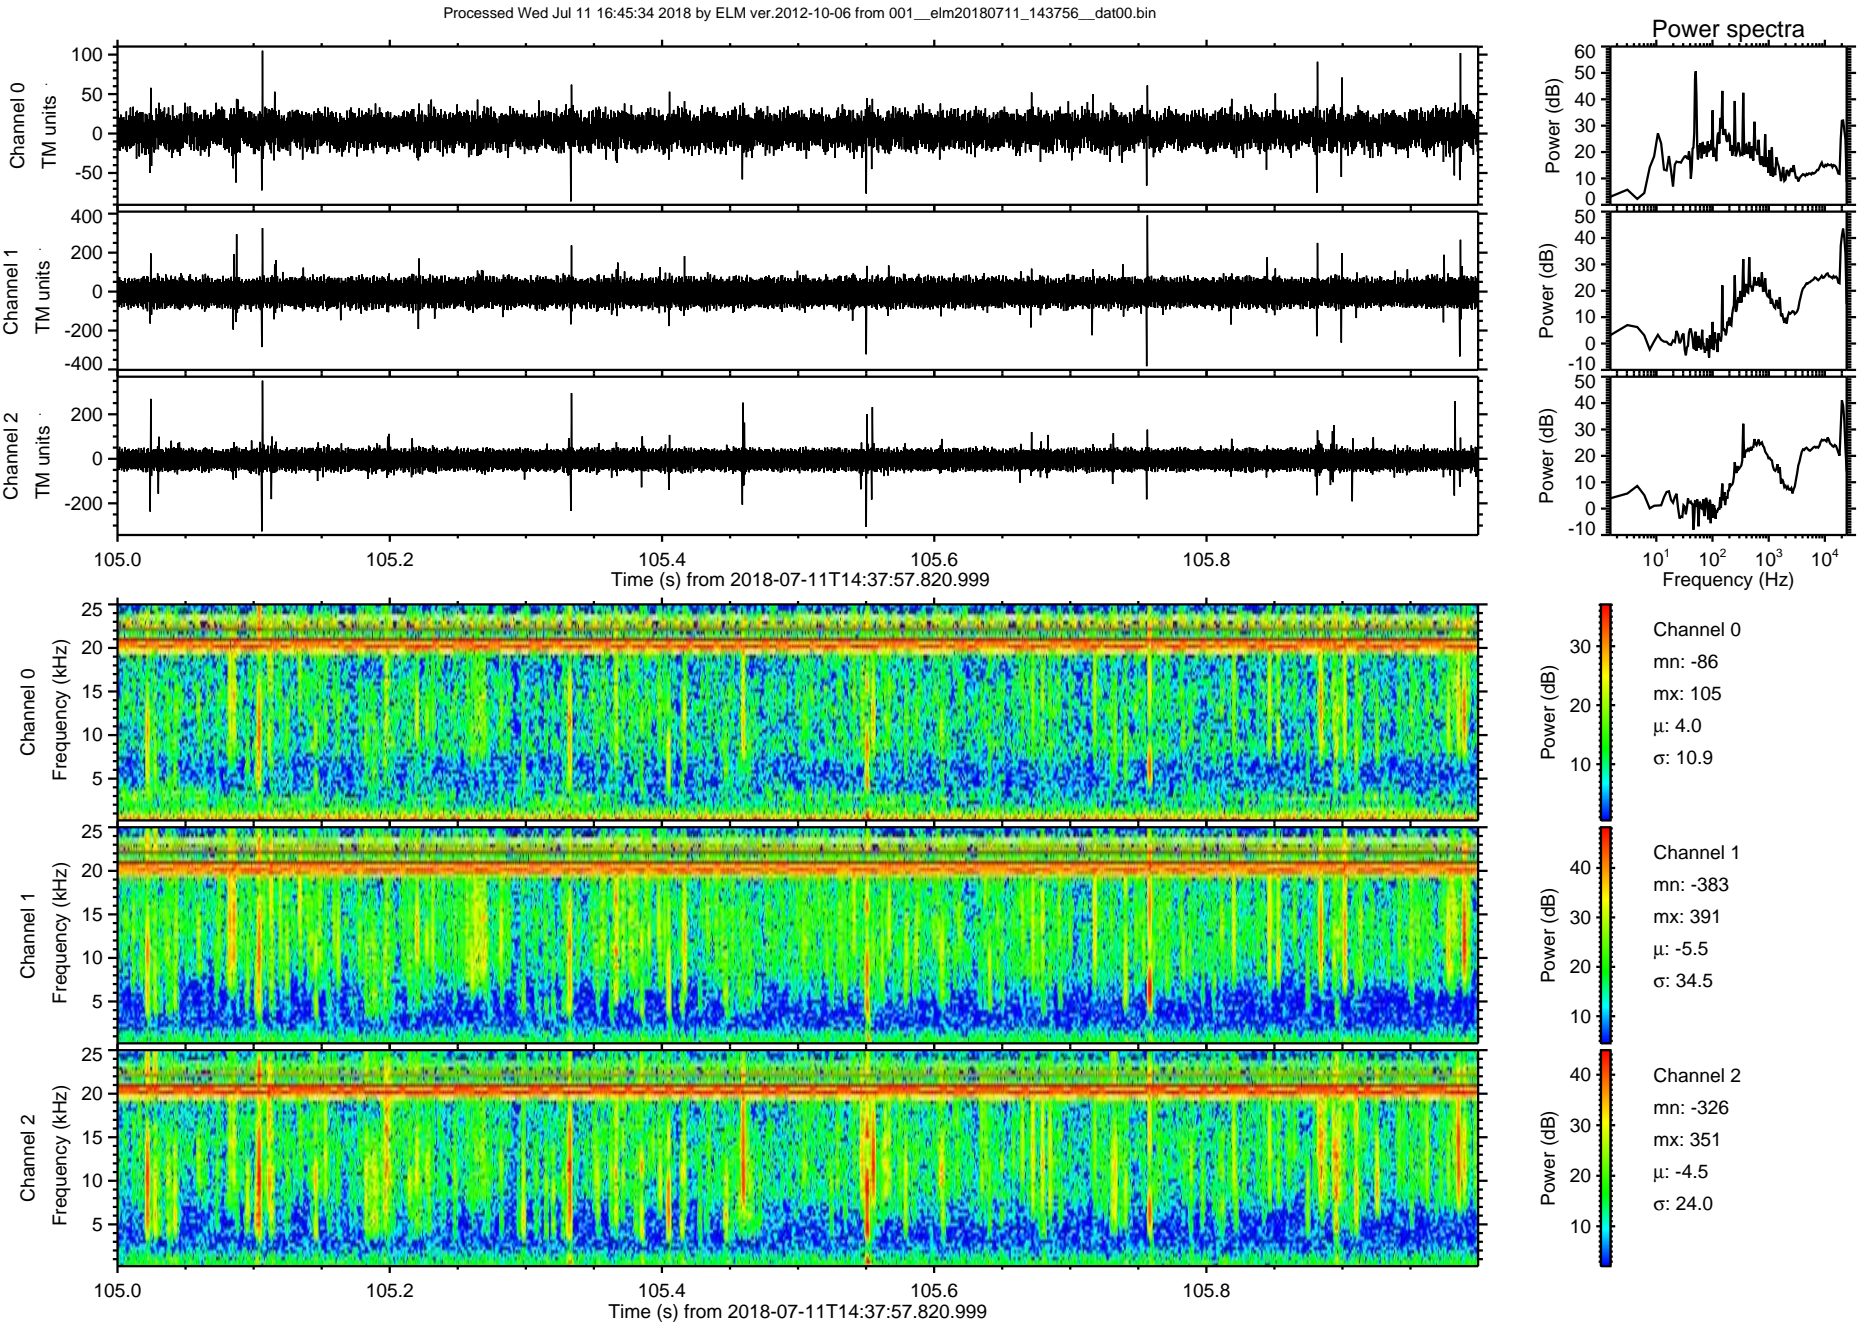 Processed Wed Jul 11 16:45:34 2018 by ELM ver.2012-10-06 from 001__elm20180711_143756__dat00.bin
Power spectra
Channel 0
TM units
100
50
0
-50
Power (dB)
60
50
40
30
20
10
0
Channel 1
TM units
400
200
0
-200
-400
Power (dB)
50
40
30
20
10
0
-10
Channel 2
TM units
200
0
-200
Power (dB)
50
40
30
20
10
0
-10
105.0 105.2 105.4 105.6 105.8
Time (s) from 2018-07-11T14:37:57.820.999
10^1 10^2 10^3 10^4
Frequency (Hz)
Channel 0
Frequency (kHz)
25
20
15
10
5
Power (dB)
30
20
10
Channel 0
mn: -86
mx: 105
μ: 4.0
σ: 10.9
Channel 1
Frequency (kHz)
25
20
15
10
5
Power (dB)
40
30
20
10
Channel 1
mn: -383
mx: 391
μ: -5.5
σ: 34.5
Channel 2
Frequency (kHz)
25
20
15
10
5
Power (dB)
40
30
20
10
Channel 2
mn: -326
mx: 351
μ: -4.5
σ: 24.0
105.0 105.2 105.4 105.6 105.8
Time (s) from 2018-07-11T14:37:57.820.999